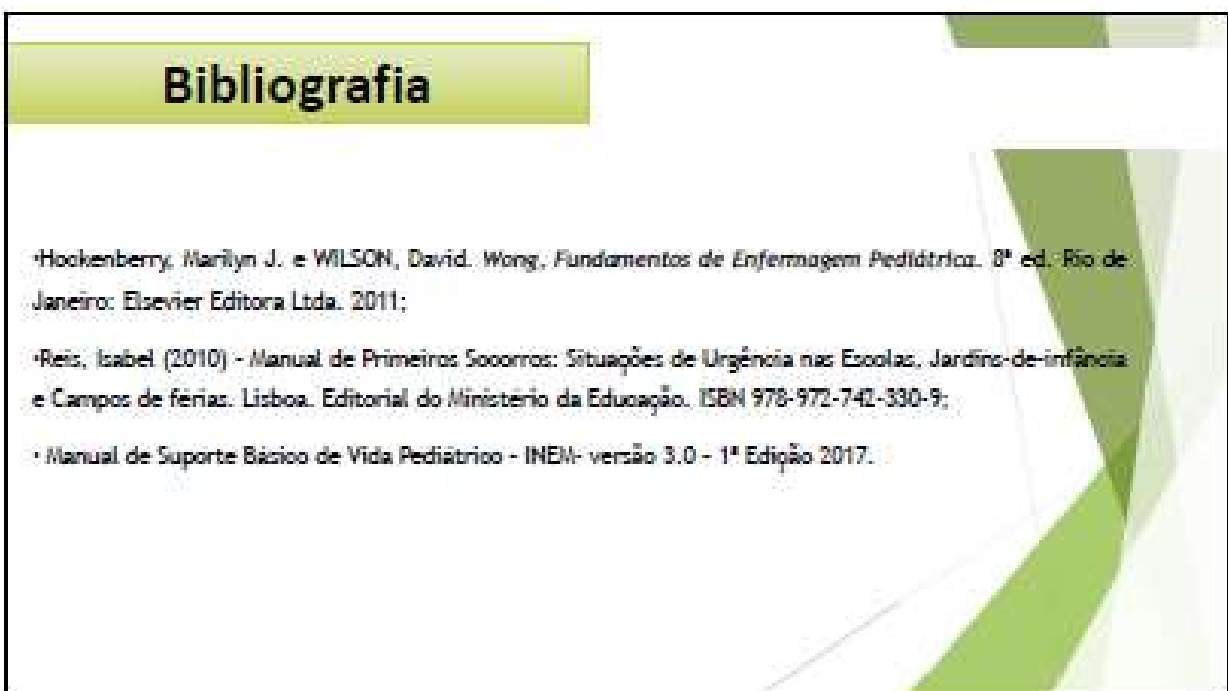 Bibliografia
•Hockenberry, Marilyn J. e WILSON, David. Wong, Fundamentos de Enfermagem Pediátrica. 8ª ed. Rio de
Janeiro: Elsevier Editora Ltda. 2011;
•Reis, Isabel (2010) - Manual de Primeiros Socorros: Situações de Urgência nas Escolas, Jardins-de-infância
e Campos de férias. Lisboa. Editorial do Ministério da Educação. ISBN 978-972-742-330-9;
• Manual de Suporte Básico de Vida Pediátrico - INEM- versão 3.0 - 1ª Edição 2017.